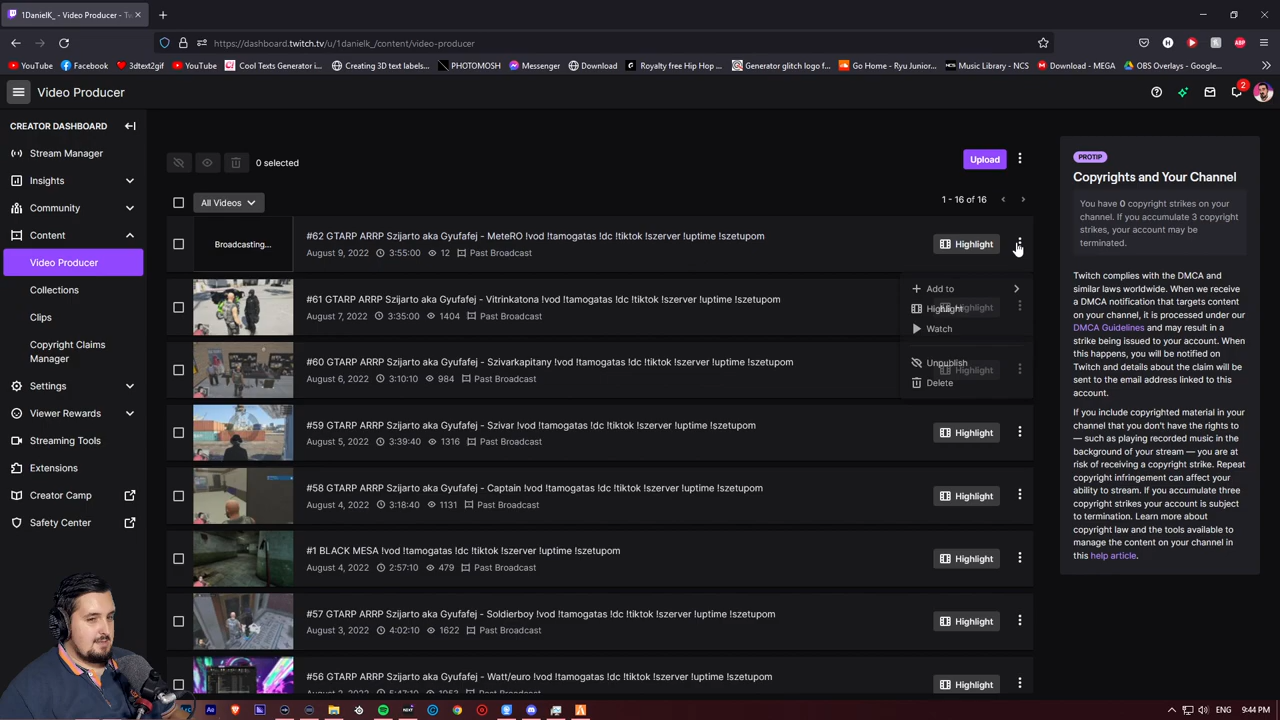 1DanielK_ - Video Producer - Tw
https://dashboard.twitch.tv/u/1danielk_/content/video-producer
YouTube
Facebook
3dtext2gif
YouTube
Cool Texts Generator i...
Creating 3D text labels...
PHOTOMOSH
Messenger
Download
Royalty free Hip Hop ...
Generator glitch logo f...
Go Home - Ryu Junior...
Music Library - NCS
Download - MEGA
OBS Overlays - Google...
Video Producer
2
CREATOR DASHBOARD
Stream Manager
Insights
Community
Content
Video Producer
Collections
Clips
Copyright Claims
Manager
Settings
Viewer Rewards
Streaming Tools
Extensions
Creator Camp
Safety Center
0 selected
Upload
All Videos
1 - 16 of 16
Broadcasting...
#62 GTARP ARRP Szijarto aka Gyufafej - MeteRO !vod !tamogatas !dc !tiktok !szerver !uptime !szetupom
August 9, 2022 3:55:00 12 Past Broadcast
Highlight
#61 GTARP ARRP Szijarto aka Gyufafej - Vitrinkatona !vod !tamogatas !dc !tiktok !szerver !uptime !szetupom
August 7, 2022 3:35:00 1404 Past Broadcast
Highlight
#60 GTARP ARRP Szijarto aka Gyufafej - Szivarkapitany !vod !tamogatas !dc !tiktok !szerver !uptime !szetupom
August 6, 2022 3:10:10 984 Past Broadcast
Highlight
Add to
Highlight
Watch
Unpublish
Delete
#59 GTARP ARRP Szijarto aka Gyufafej - Szivar !vod !tamogatas !dc !tiktok !szerver !uptime !szetupom
August 5, 2022 3:39:40 1316 Past Broadcast
Highlight
#58 GTARP ARRP Szijarto aka Gyufafej - Captain !vod !tamogatas !dc !tiktok !szerver !uptime !szetupom
August 4, 2022 3:18:40 1131 Past Broadcast
Highlight
#1 BLACK MESA !vod !tamogatas !dc !tiktok !szerver !uptime !szetupom
August 4, 2022 2:57:10 479 Past Broadcast
Highlight
#57 GTARP ARRP Szijarto aka Gyufafej - Soldierboy !vod !tamogatas !dc !tiktok !szerver !uptime !szetupom
August 3, 2022 4:02:10 1622 Past Broadcast
Highlight
#56 GTARP ARRP Szijarto aka Gyufafej - Watt/euro !vod !tamogatas !dc !tiktok !szerver !uptime !szetupom
Past Broadcast
Highlight
PROTIP
Copyrights and Your Channel
You have 0 copyright strikes on your
channel. If you accumulate 3 copyright
strikes, your account may be
terminated.
Twitch complies with the DMCA and
similar laws worldwide. When we receive
a DMCA notification that targets content
on your channel, it is processed under our
DMCA Guidelines and may result in a
strike being issued to your account. When
this happens, you will be notified on
Twitch and details about the claim will be
sent to the email address linked to this
account.
If you include copyrighted material in your
channel that you don't have the rights to
— such as playing recorded music in the
background of your stream — you are at
risk of receiving a copyright strike. Repeat
copyright infringement can affect your
ability to stream. If you accumulate three
copyright strikes your account is subject
to termination. Learn more about
copyright law and the tools available to
manage the content on your channel in
this help article.
ENG
9:44 PM